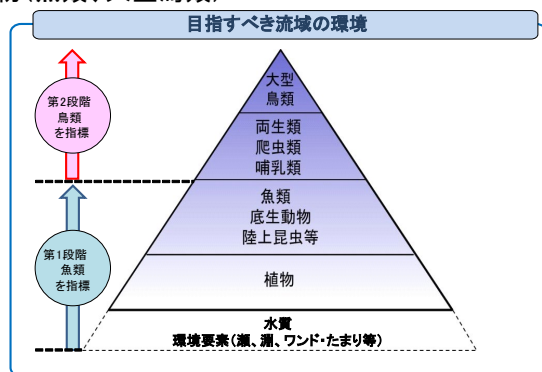 目指すべき流域の環境
第2段階
鳥類
を指標
第1段階
魚類
を指標
大型
鳥類
両生類
爬虫類
哺乳類
魚類
底生動物
陸上昆虫等
植物
水質
環境要素(瀬、淵、ワンド・たまり等)